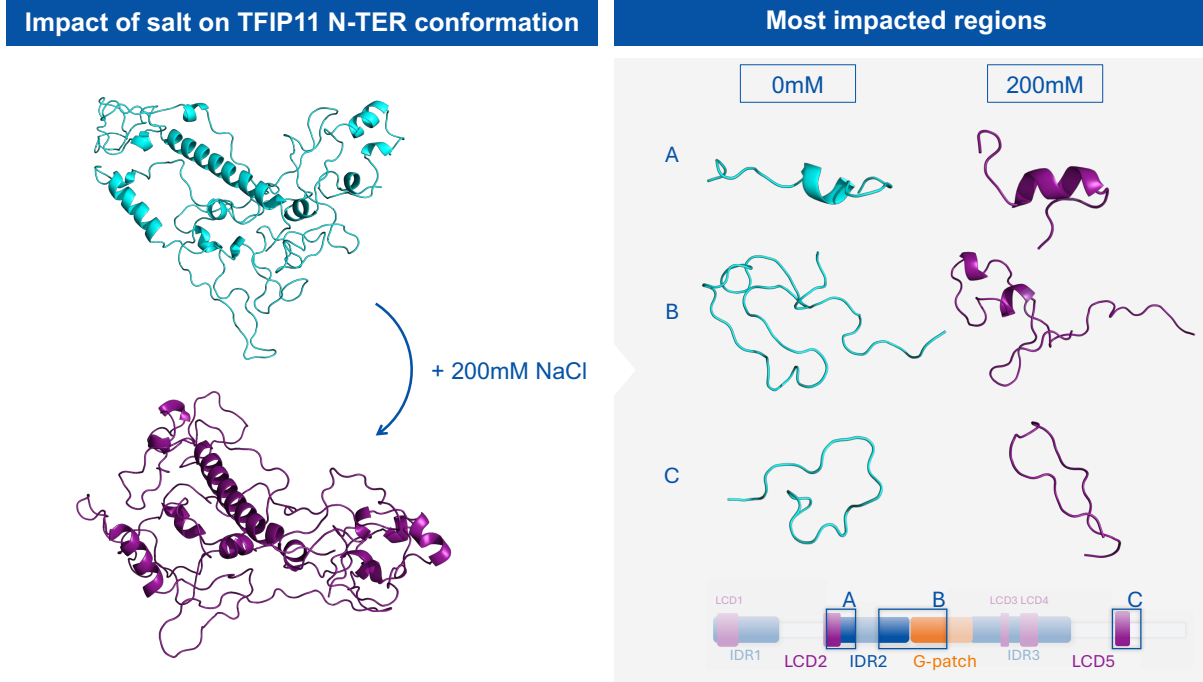 Impact of salt on TFIP11 N-TER conformation
Most impacted regions
0mM
200mM
A
B
+ 200mM NaCl
C
A
B
C
LCD1
LCD3 LCD4
IDR1
LCD2
IDR2
G-patch
IDR3
LCD5